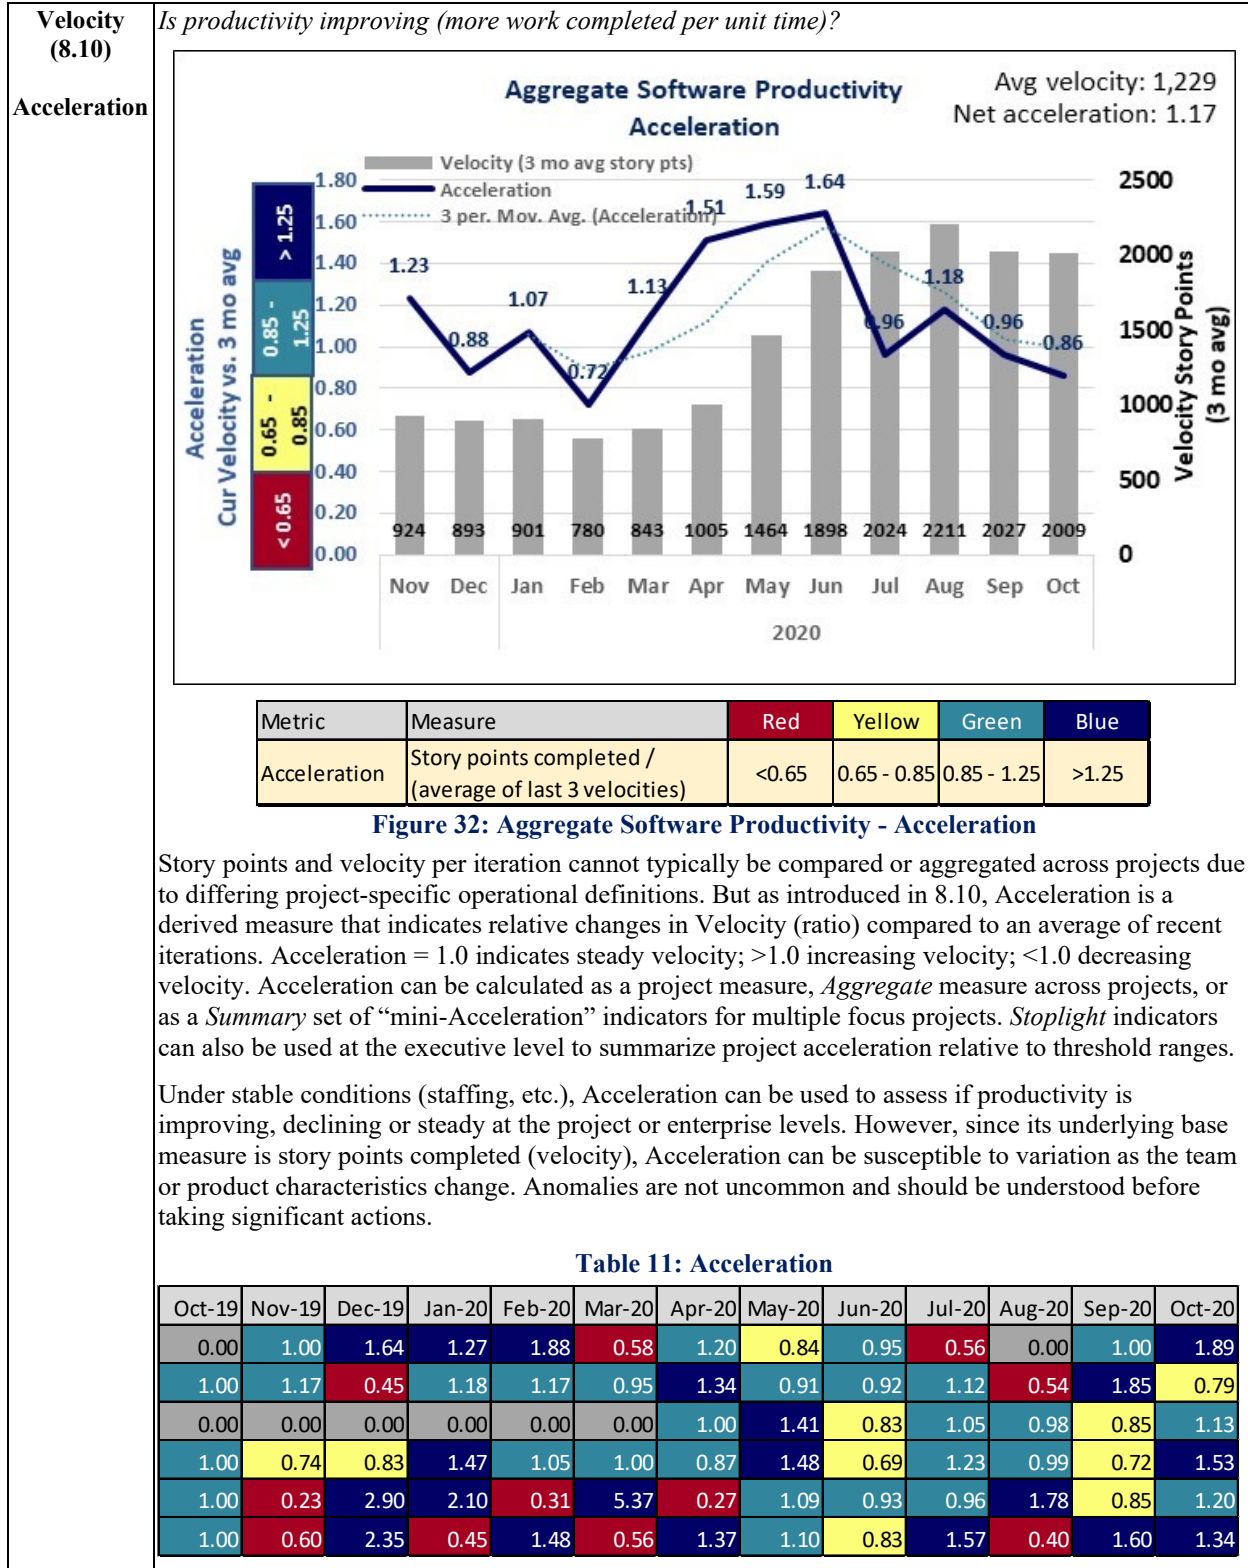 Velocity
(8.10)
Acceleration
Is productivity improving (more work completed per unit time)?
Aggregate Software Productivity
Acceleration
Avg velocity: 1,229
Net acceleration: 1.17
Velocity (3 mo avg story pts)
Acceleration
3 per. Mov. Avg. (Acceleration)
Acceleration
Cur Velocity vs. 3 mo avg
> 1.25
0.85 - 1.25
0.65 - 0.85
< 0.65
1.80
1.60
1.40
1.20
1.00
0.80
0.60
0.40
0.20
0.00
1.23
0.88
1.07
0.72
1.13
1.51
1.59
1.64
0.96
1.18
0.96
0.86
924 893 901 780 843 1005 1464 1898 2024 2211 2027 2009
2500
2000
1500
1000
500
0
Velocity Story Points
(3 mo avg)
Nov Dec Jan Feb Mar Apr May Jun Jul Aug Sep Oct
2020
Metric Measure Red Yellow Green Blue
Acceleration Story points completed / (average of last 3 velocities) <0.65 0.65 - 0.85 0.85 - 1.25 >1.25
Figure 32: Aggregate Software Productivity - Acceleration
Story points and velocity per iteration cannot typically be compared or aggregated across projects due
to differing project-specific operational definitions. But as introduced in 8.10, Acceleration is a
derived measure that indicates relative changes in Velocity (ratio) compared to an average of recent
iterations. Acceleration = 1.0 indicates steady velocity; >1.0 increasing velocity; <1.0 decreasing
velocity. Acceleration can be calculated as a project measure, Aggregate measure across projects, or
as a Summary set of “mini-Acceleration” indicators for multiple focus projects. Stoplight indicators
can also be used at the executive level to summarize project acceleration relative to threshold ranges.
Under stable conditions (staffing, etc.), Acceleration can be used to assess if productivity is
improving, declining or steady at the project or enterprise levels. However, since its underlying base
measure is story points completed (velocity), Acceleration can be susceptible to variation as the team
or product characteristics change. Anomalies are not uncommon and should be understood before
taking significant actions.
Table 11: Acceleration
Oct-19 Nov-19 Dec-19 Jan-20 Feb-20 Mar-20 Apr-20 May-20 Jun-20 Jul-20 Aug-20 Sep-20 Oct-20
0.00 1.00 1.64 1.27 1.88 0.58 1.20 0.84 0.95 0.56 0.00 1.00 1.89
1.00 1.17 0.45 1.18 1.17 0.95 1.34 0.91 0.92 1.12 0.54 1.85 0.79
0.00 0.00 0.00 0.00 0.00 0.00 1.00 1.41 0.83 1.05 0.98 0.85 1.13
1.00 0.74 0.83 1.47 1.05 1.00 0.87 1.48 0.69 1.23 0.99 0.72 1.53
1.00 0.23 2.90 2.10 0.31 5.37 0.27 1.09 0.93 0.96 1.78 0.85 1.20
1.00 0.60 2.35 0.45 1.48 0.56 1.37 1.10 0.83 1.57 0.40 1.60 1.34